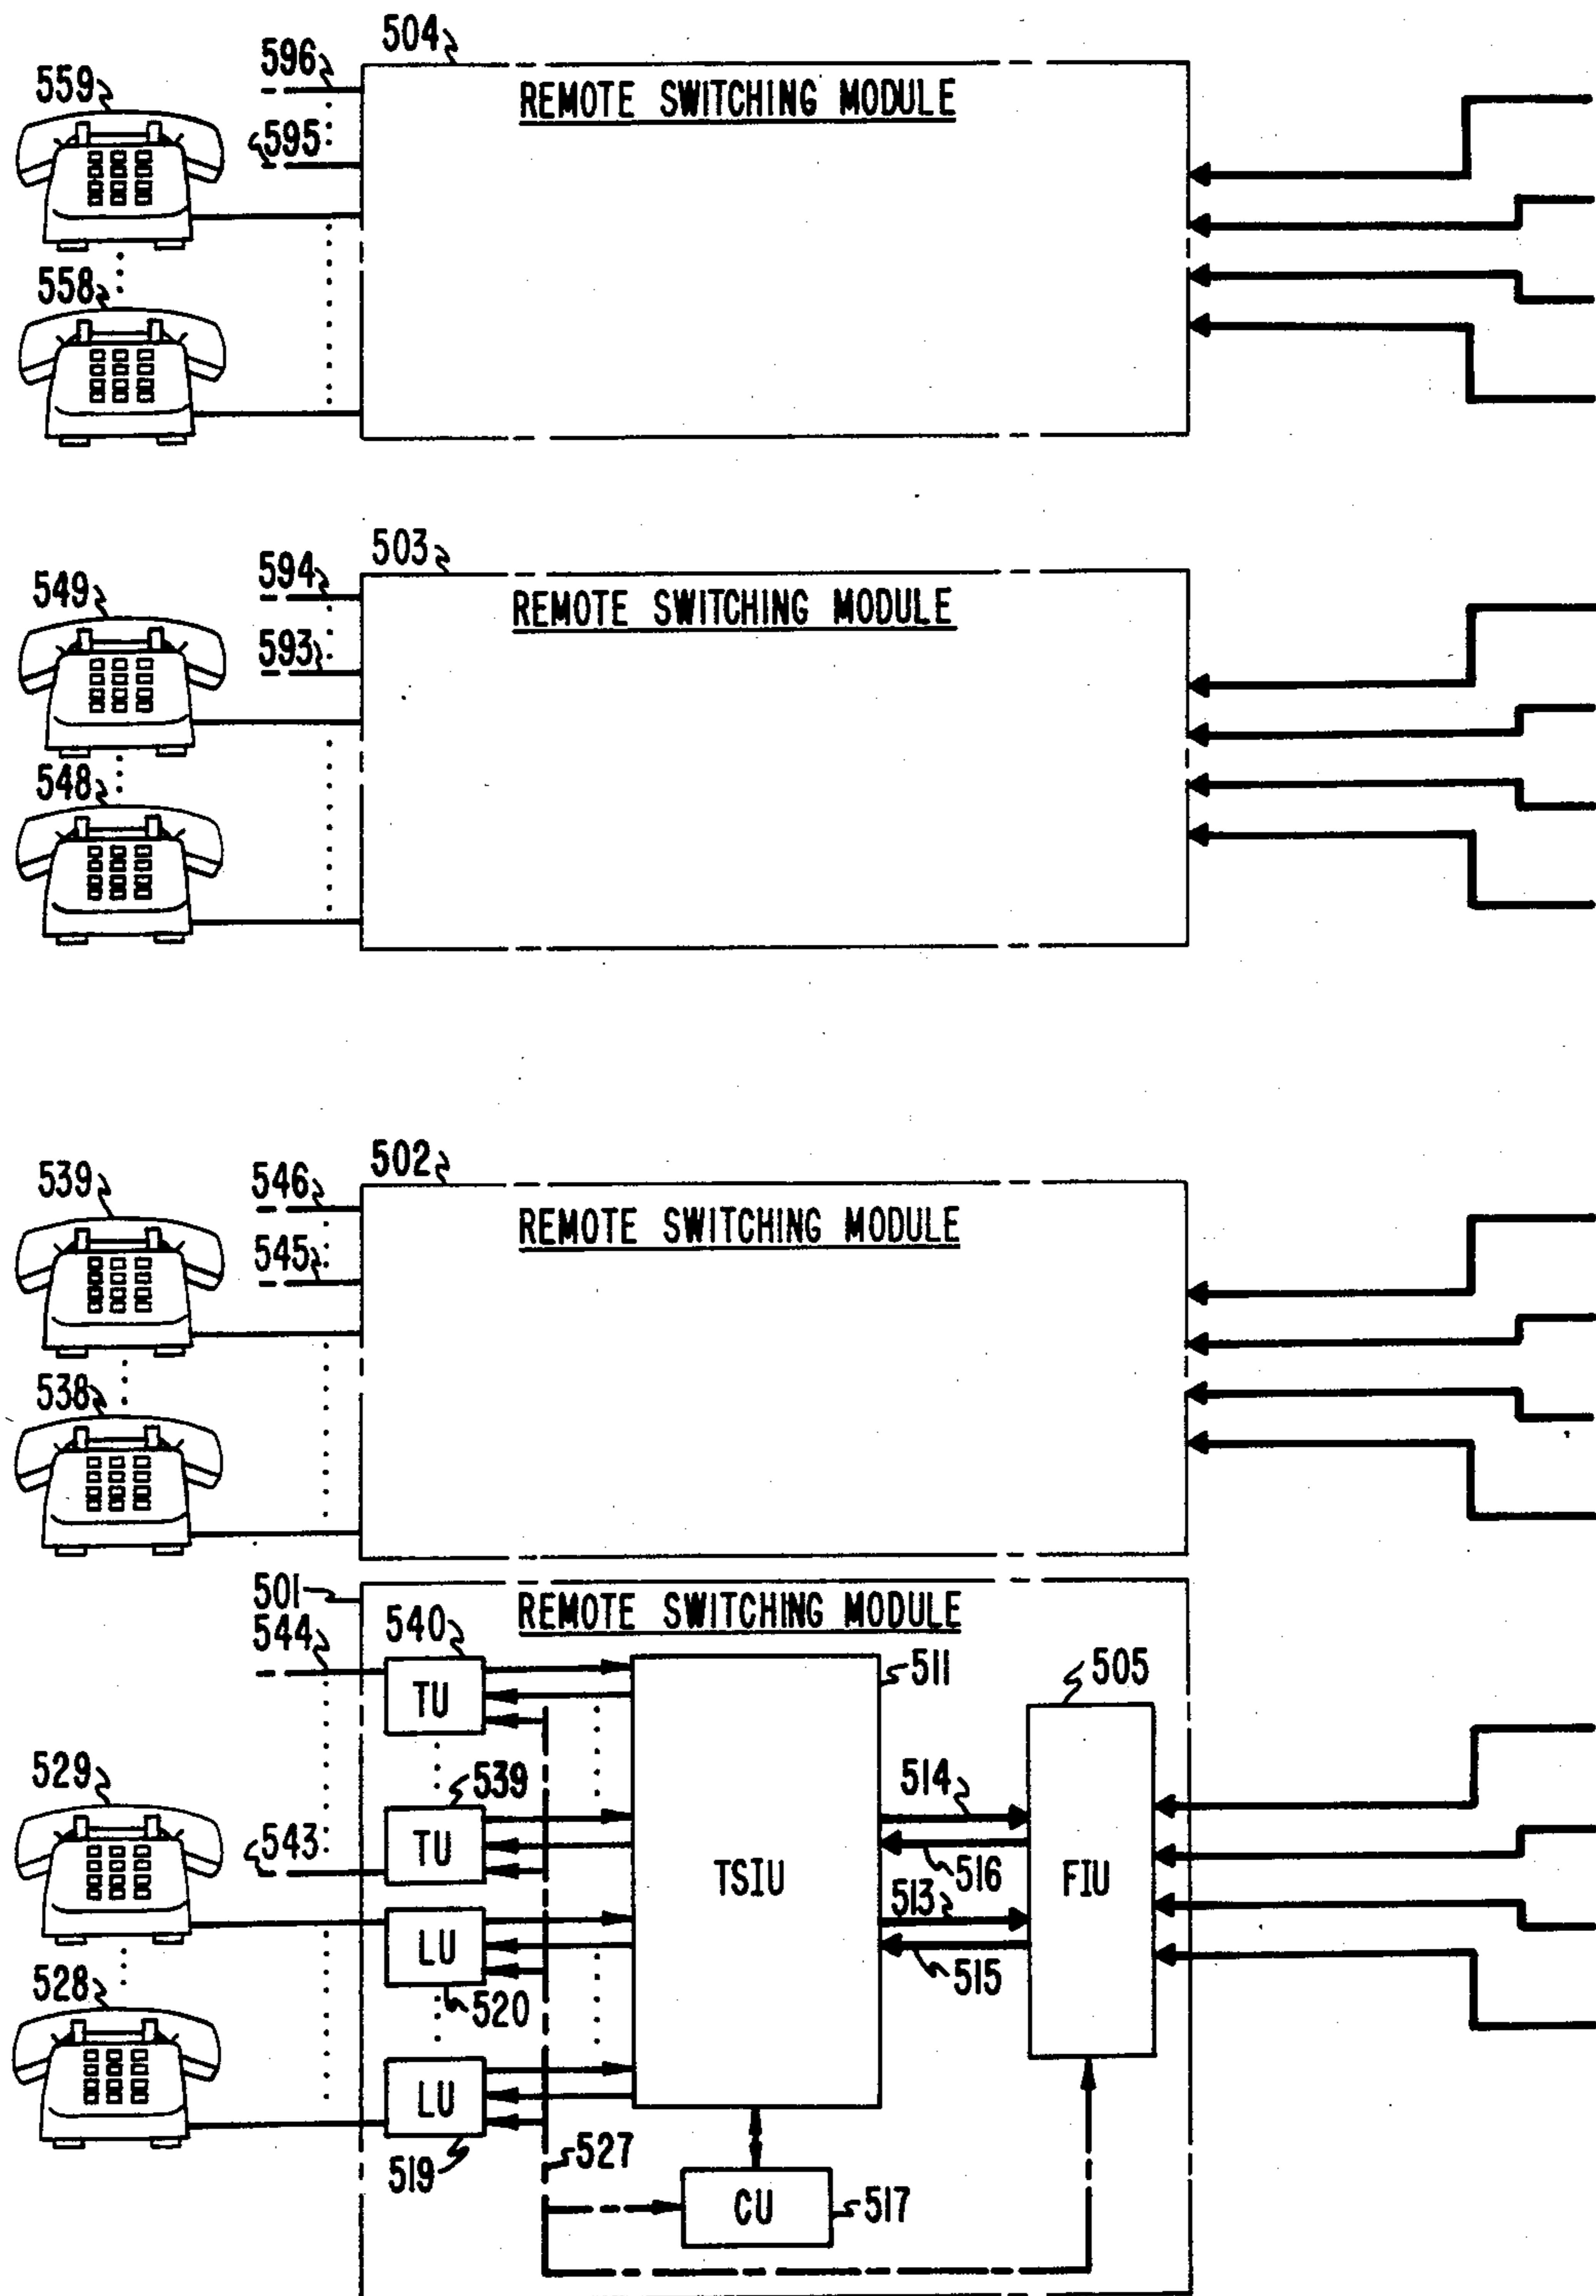 504
596
REMOTE SWITCHING MODULE
559
595
558
503
594
REMOTE SWITCHING MODULE
549
593
548
502
546
REMOTE SWITCHING MODULE
539
545
538
501
REMOTE SWITCHING MODULE
544
540
511
505
TU
529
539
514
543
TU
TSIU
516
FIU
513
LU
515
528
520
LU
519
527
CU
517